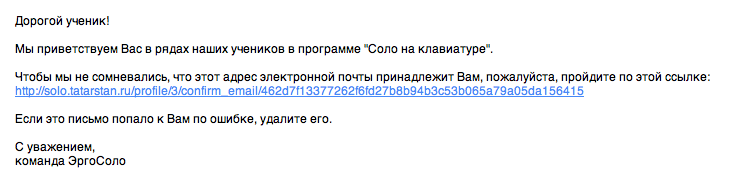 Дорогой ученик!
Мы приветствуем Вас в рядах наших учеников в программе "Соло на клавиатуре".
Чтобы мы не сомневались, что этот адрес электронной почты принадлежит Вам, пожалуйста, пройдите по этой ссылке:
http://solo.tatarstan.ru/profile/3/confirm_email/462d7f13377262f6fd27b8b94b3c53b065a79a05da156415
Если это письмо попало к Вам по ошибке, удалите его.
С уважением,
команда ЭргоСоло